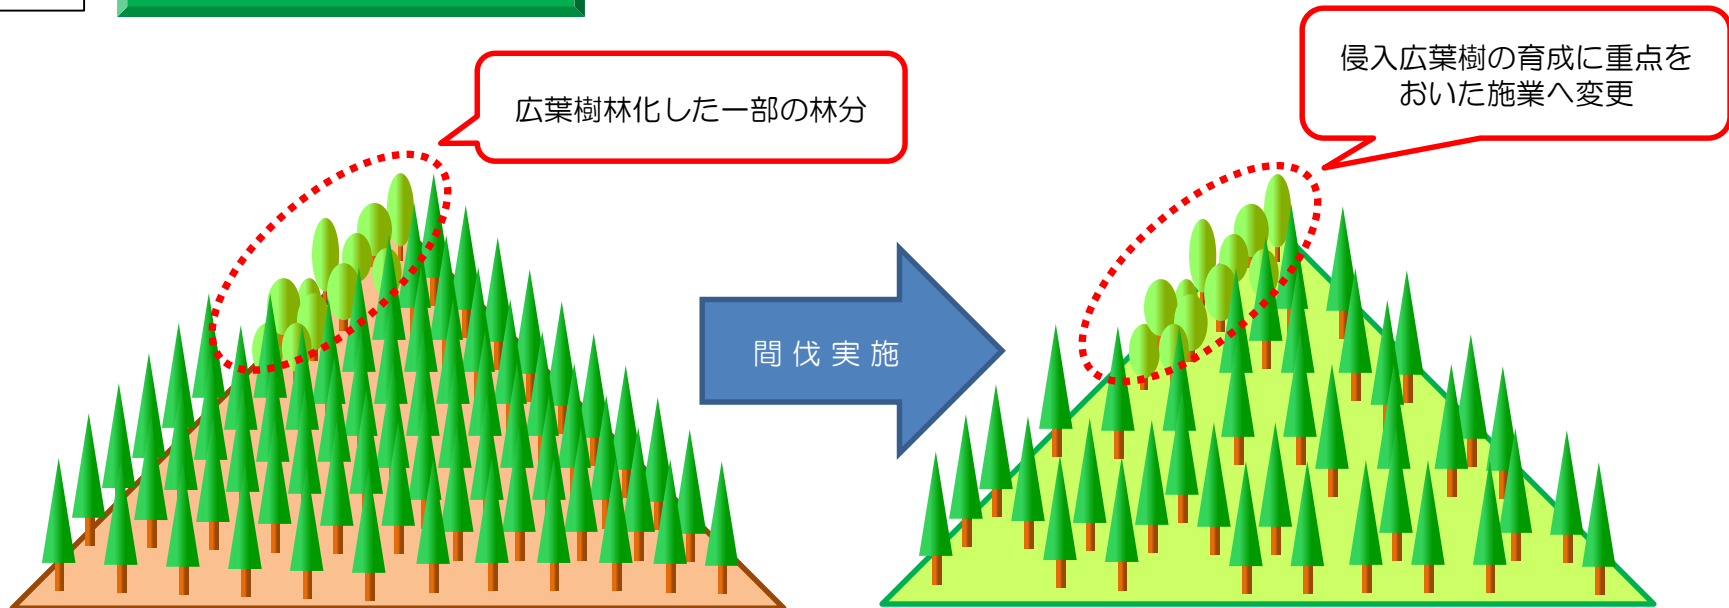 広葉樹林化した一部の林分
侵入広葉樹の育成に重点を
おいた施業へ変更
間伐実施